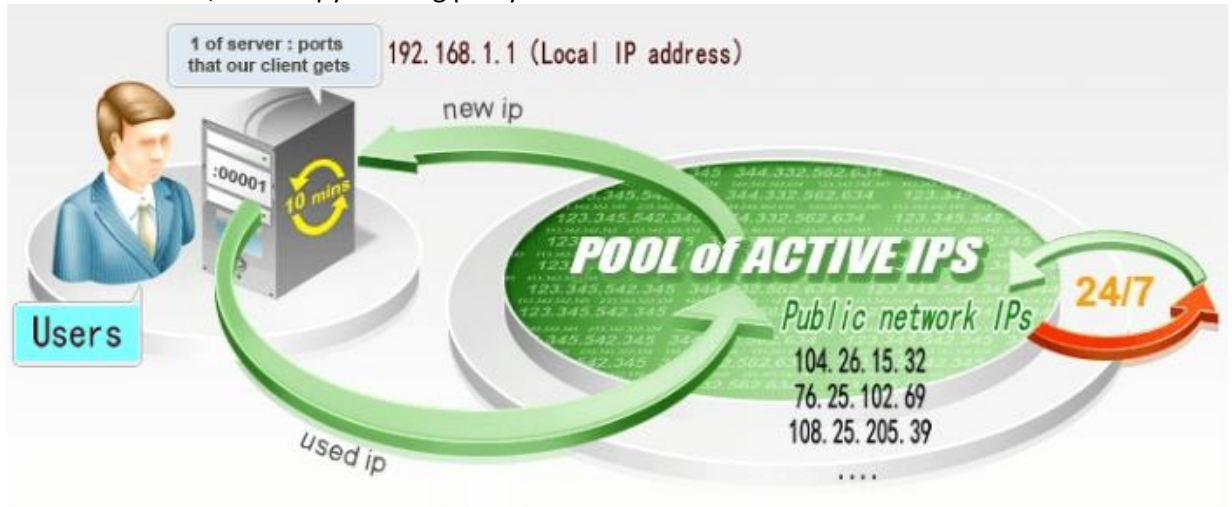 1 of server : ports
that our client gets
192.168.1.1 (Local IP address)
new ip
:00001
10 mins
Users
POOL of ACTIVE IPS
Public network IPs
104.26.15.32
76.25.102.69
108.25.205.39
....
24/7
used ip